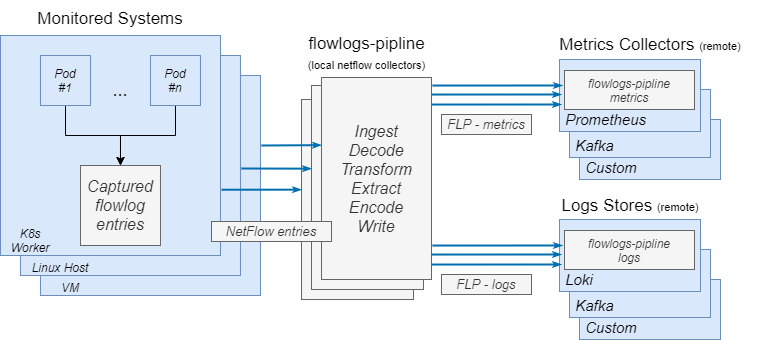 Monitored Systems
Pod
#1
...
Pod
#n
Captured
flowlog
entries
K8s
Worker
Linux Host
VM
NetFlow entries
flowlogs-pipline
(local netflow collectors)
Ingest
Decode
Transform
Extract
Encode
Write
FLP - metrics
FLP - logs
Metrics Collectors (remote)
flowlogs-pipline
metrics
Prometheus
Kafka
Custom
Logs Stores (remote)
flowlogs-pipline
logs
Loki
Kafka
Custom